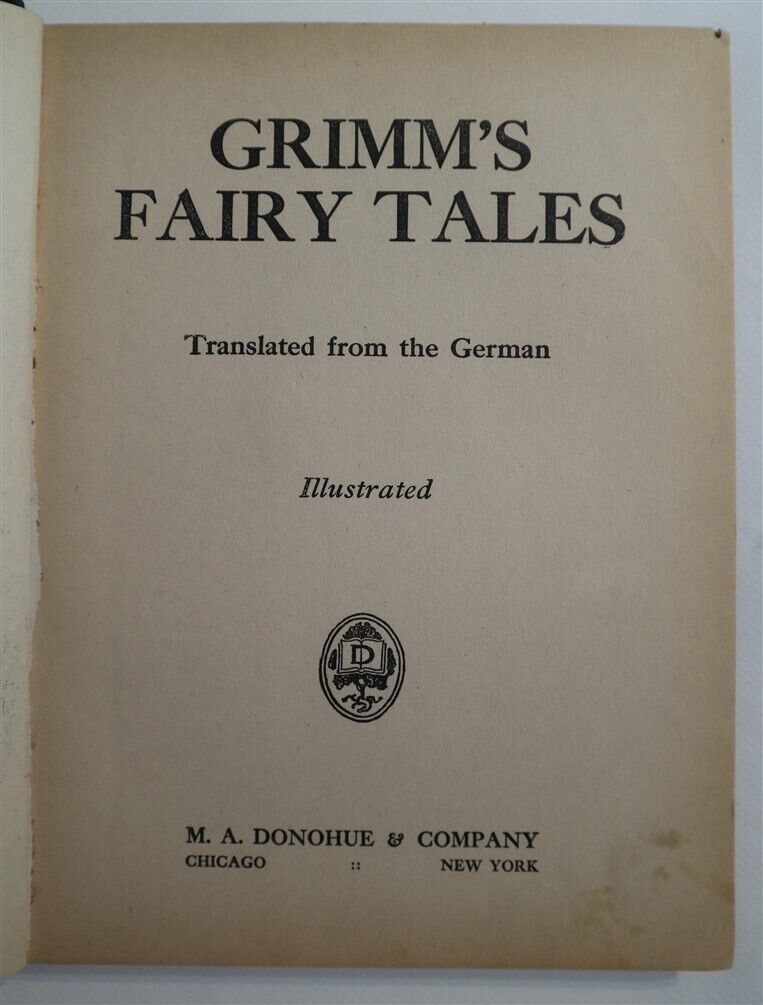 GRIMM'S
FAIRY TALES
Translated from the German
Illustrated
D
M. A. DONOHUE & COMPANY
CHICAGO :: NEW YORK